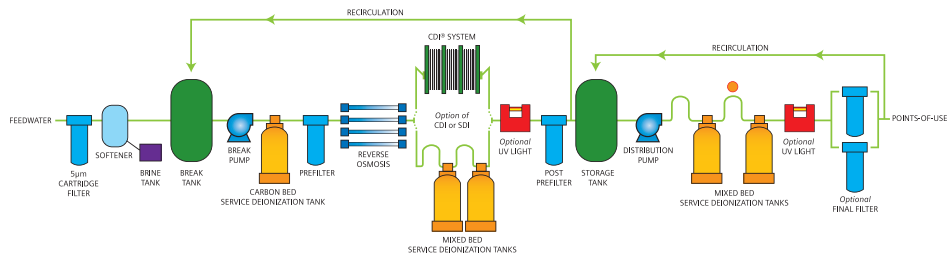 RECIRCULATION
CDI® SYSTEM
RECIRCULATION
FEEDWATER
Option of
CDI or SDI
POINTS-OF-USE
SOFTENER
5µm
CARTRIDGE
FILTER
BRINE
TANK
BREAK
TANK
BREAK
PUMP
CARBON BED
SERVICE DEIONIZATION TANK
PREFILTER
REVERSE
OSMOSIS
MIXED BED
SERVICE DEIONIZATION TANKS
Optional
UV LIGHT
POST
PREFILTER
STORAGE
TANK
DISTRIBUTION
PUMP
MIXED BED
SERVICE DEIONIZATION TANKS
Optional
UV LIGHT
Optional
FINAL FILTER